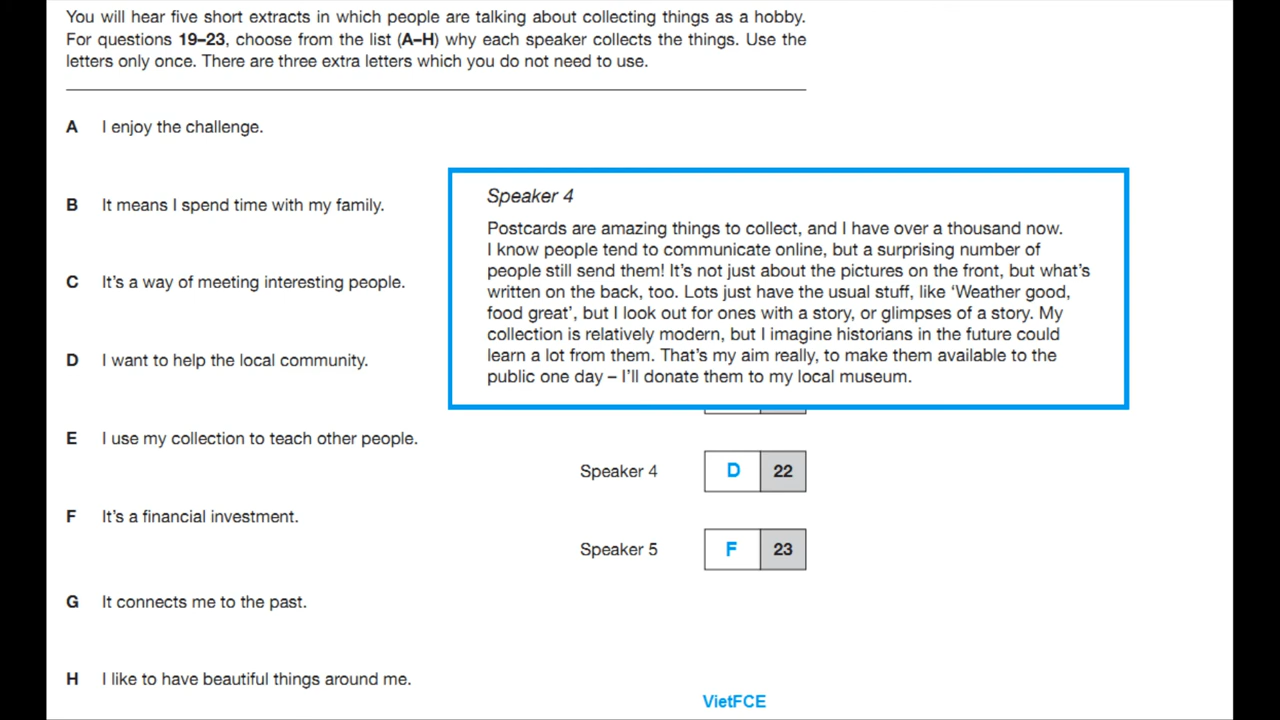 You will hear five short extracts in which people are talking about collecting things as a hobby.
For questions 19–23, choose from the list (A–H) why each speaker collects the things. Use the
letters only once. There are three extra letters which you do not need to use.
A I enjoy the challenge.
B It means I spend time with my family.
C It's a way of meeting interesting people.
D I want to help the local community.
E I use my collection to teach other people.
F It's a financial investment.
G It connects me to the past.
H I like to have beautiful things around me.
Speaker 4
Postcards are amazing things to collect, and I have over a thousand now.
I know people tend to communicate online, but a surprising number of
people still send them! It's not just about the pictures on the front, but what's
written on the back, too. Lots just have the usual stuff, like ‘Weather good,
food great’, but I look out for ones with a story, or glimpses of a story. My
collection is relatively modern, but I imagine historians in the future could
learn a lot from them. That's my aim really, to make them available to the
public one day – I'll donate them to my local museum.
Speaker 4 D 22
Speaker 5 F 23
VietFCE